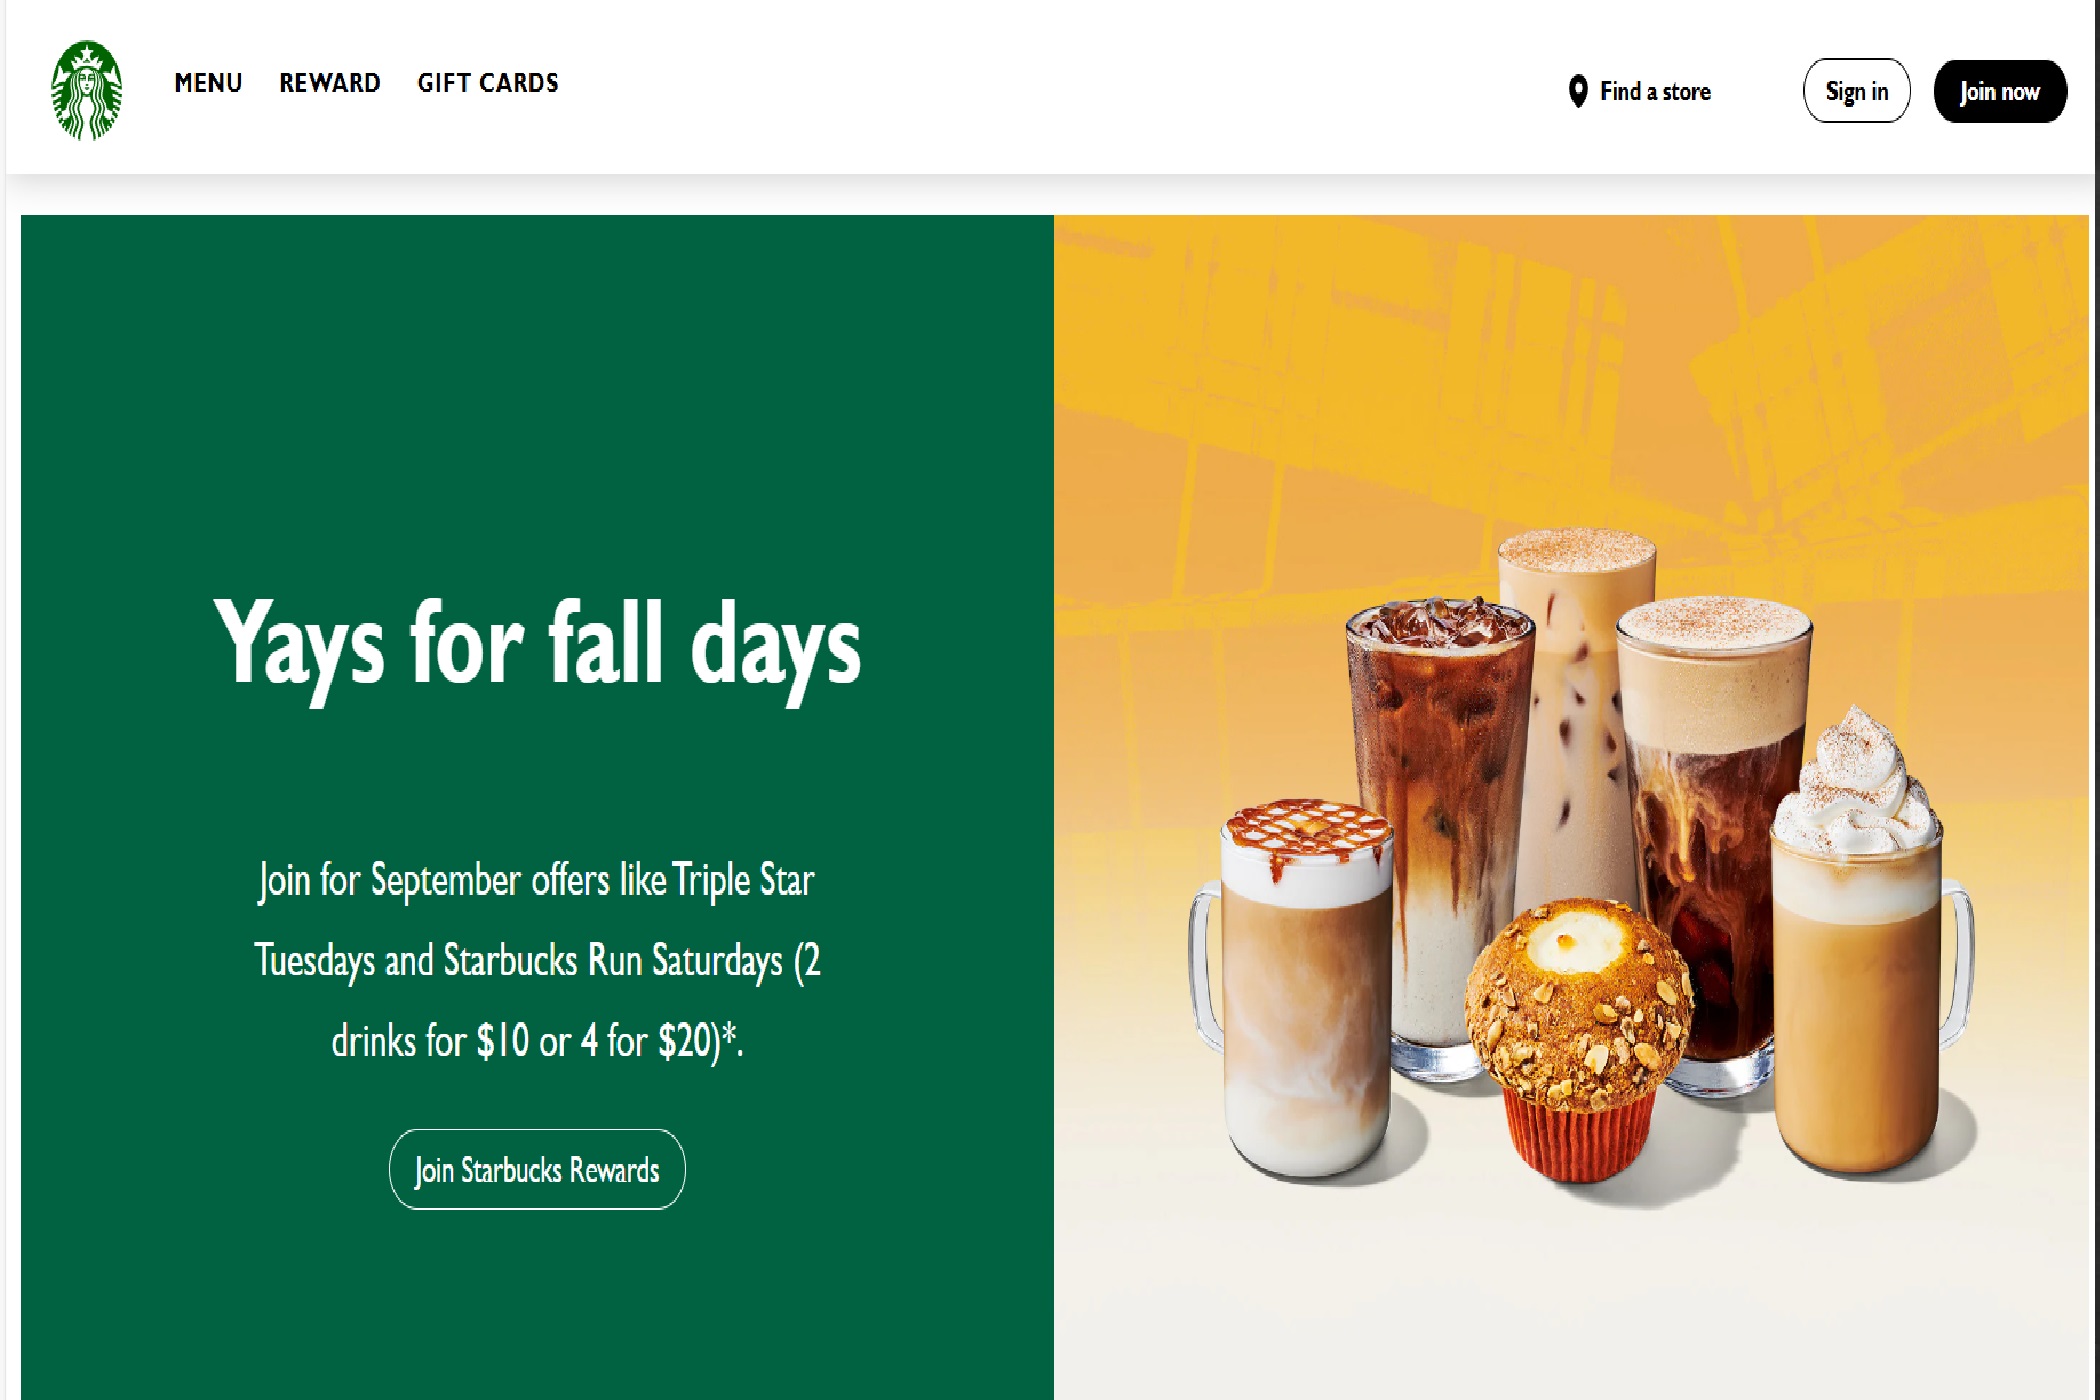 MENU REWARD GIFT CARDS
Find a store
Sign in
Join now
Yays for fall days
Join for September offers like Triple Star
Tuesdays and Starbucks Run Saturdays (2
drinks for $10 or 4 for $20)*.
Join Starbucks Rewards